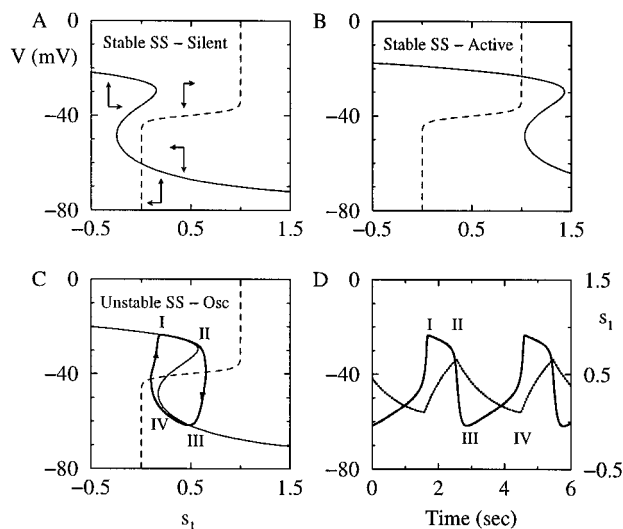 A
B
0
0
V (mV)
Stable SS – Silent
Stable SS – Active
−40
−40
−80
−80
−0.5
0.5
1.5
−0.5
0.5
1.5
C
D
0
0
1.5
Unstable SS – Osc
I
II
I
II
s₁
−40
−40
0.5
IV
III
III
IV
−80
−80
−0.5
−0.5
0.5
1.5
0
2
4
6
s₁
Time (sec)